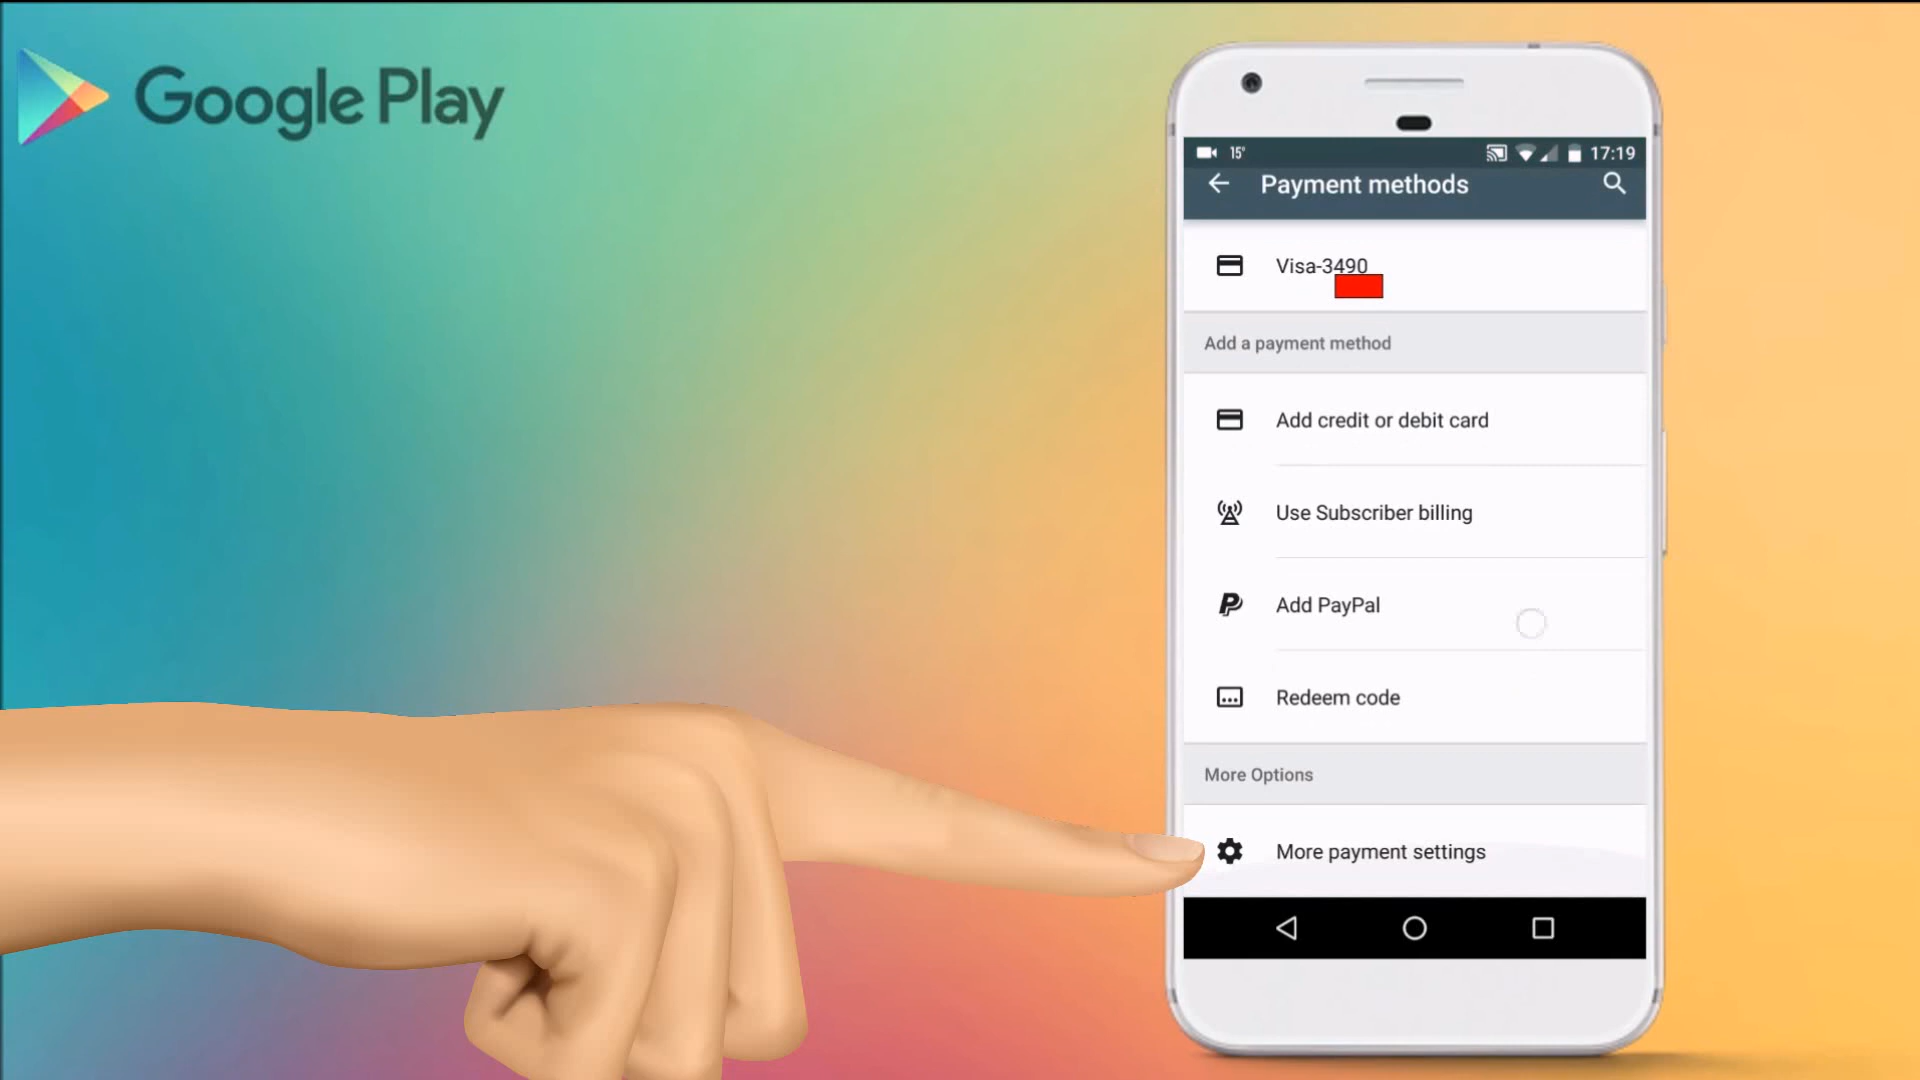 Google Play
15°
17:19
Payment methods
Visa-3490
Add a payment method
Add credit or debit card
Use Subscriber billing
Add PayPal
Redeem code
More Options
More payment settings